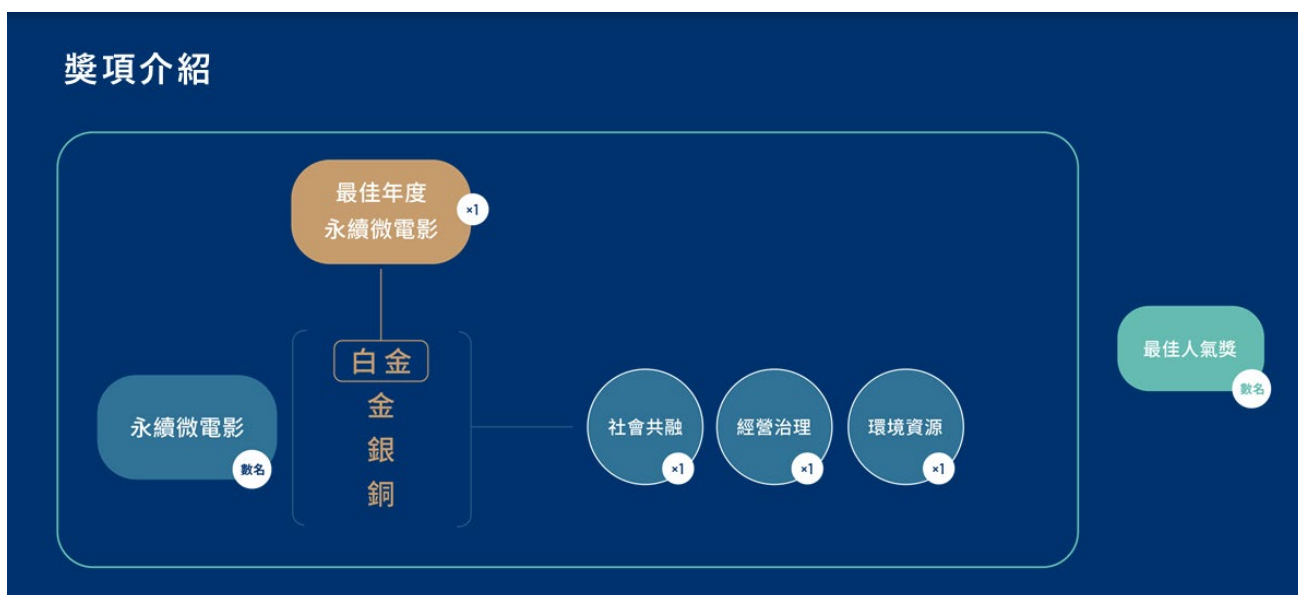 獎項介紹
最佳年度
永續微電影
×1
白金
金
銀
銅
永續微電影
數名
社會共融
×1
經營治理
×1
環境資源
×1
最佳人氣獎
數名